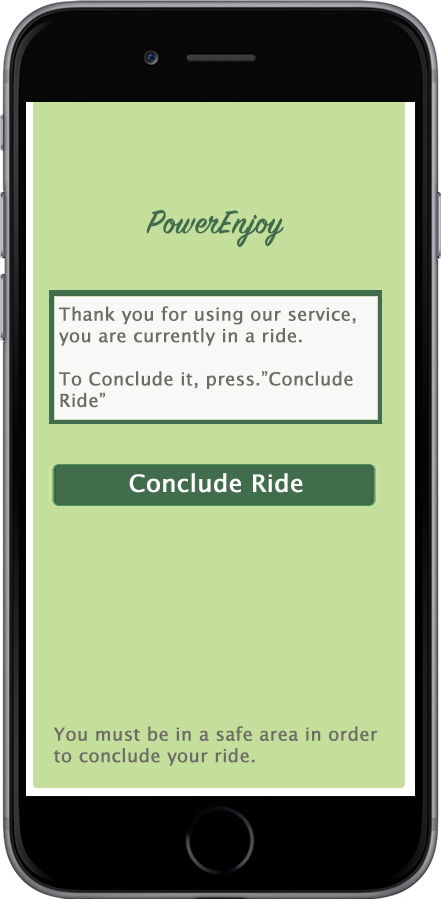 PowerEnjoy
Thank you for using our service,
you are currently in a ride.
To Conclude it, press.”Conclude
Ride”
Conclude Ride
You must be in a safe area in order
to conclude your ride.